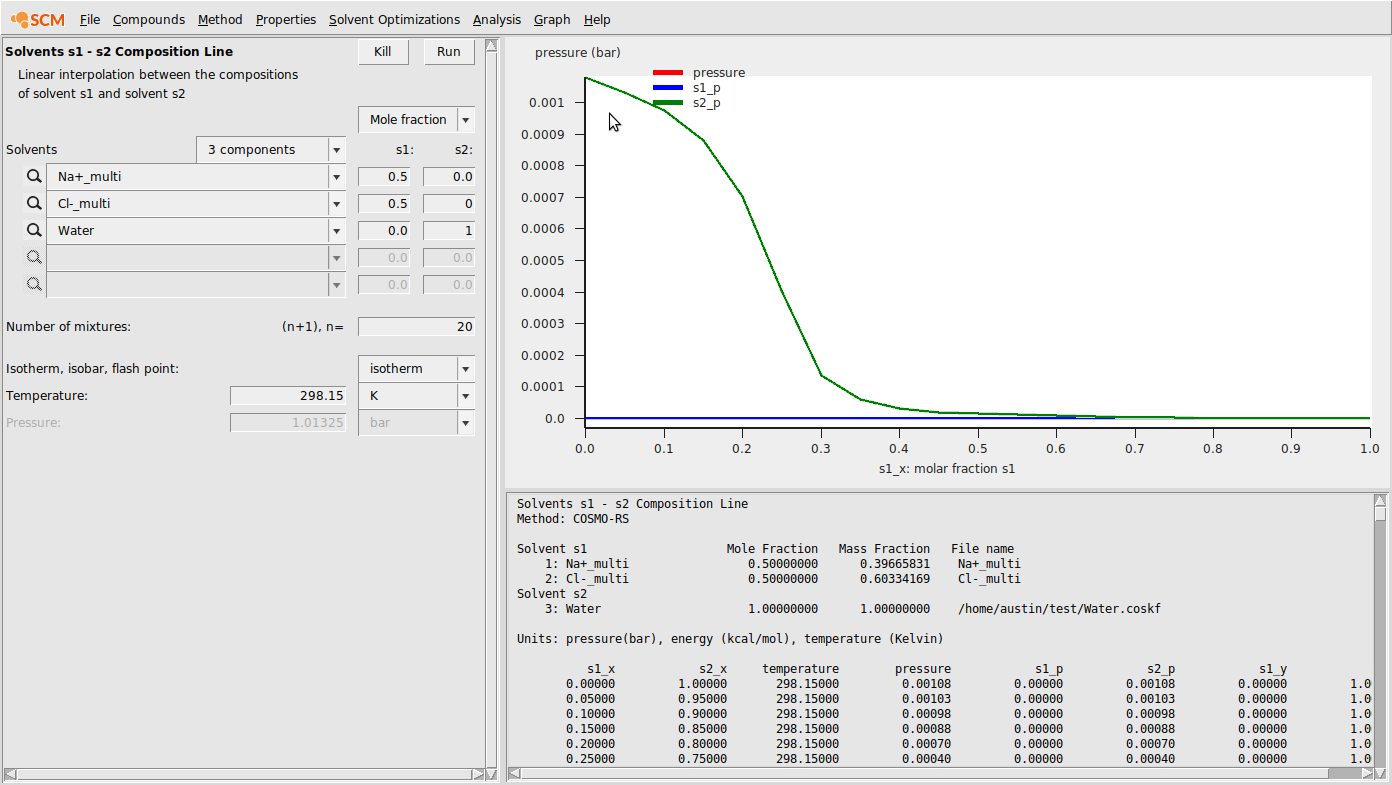 SCM File Compounds Method Properties Solvent Optimizations Analysis Graph Help
Solvents s1 - s2 Composition Line Kill Run
Linear interpolation between the compositions
of solvent s1 and solvent s2
Mole fraction
Solvents 3 components s1: s2:
Na+_multi 0.5 0.0
Cl-_multi 0.5 0
Water 0.0 1
0.0 0.0
0.0 0.0
Number of mixtures: (n+1), n= 20
Isotherm, isobar, flash point: isotherm
Temperature: 298.15 K
Pressure: 1.01325 bar
pressure (bar)
pressure
s1_p
s2_p
0.001
0.0009
0.0008
0.0007
0.0006
0.0005
0.0004
0.0003
0.0002
0.0001
0.0
0.0 0.1 0.2 0.3 0.4 0.5 0.6 0.7 0.8 0.9 1.0
s1_x: molar fraction s1
Solvents s1 - s2 Composition Line
Method: COSMO-RS
Solvent s1 Mole Fraction Mass Fraction File name
1: Na+_multi 0.50000000 0.39665831 Na+_multi
2: Cl-_multi 0.50000000 0.60334169 Cl-_multi
Solvent s2
3: Water 1.00000000 1.00000000 /home/austin/test/Water.coskf
Units: pressure(bar), energy (kcal/mol), temperature (Kelvin)
s1_x s2_x temperature pressure s1_p s2_p s1_y
0.00000 1.00000 298.15000 0.00108 0.00000 0.00108 0.00000 1.0
0.05000 0.95000 298.15000 0.00103 0.00000 0.00103 0.00000 1.0
0.10000 0.90000 298.15000 0.00098 0.00000 0.00098 0.00000 1.0
0.15000 0.85000 298.15000 0.00088 0.00000 0.00088 0.00000 1.0
0.20000 0.80000 298.15000 0.00070 0.00000 0.00070 0.00000 1.0
0.25000 0.75000 298.15000 0.00040 0.00000 0.00040 0.00000 1.0